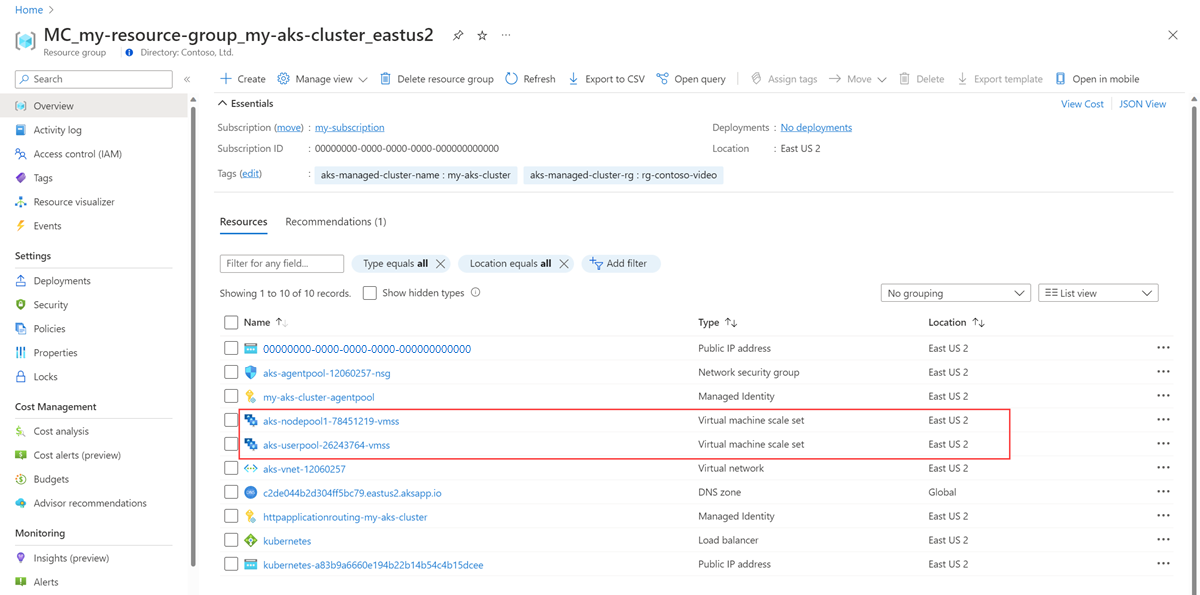 Home >
MC_my-resource-group_my-aks-cluster_eastus2
Resource group Directory: Contoso, Ltd.
Search
Overview
Activity log
Access control (IAM)
Tags
Resource visualizer
Events
Settings
Deployments
Security
Policies
Properties
Locks
Cost Management
Cost analysis
Cost alerts (preview)
Budgets
Advisor recommendations
Monitoring
Insights (preview)
Alerts
Create Manage view Delete resource group Refresh Export to CSV Open query Assign tags Move Delete Export template Open in mobile
Essentials View Cost JSON View
Subscription (move) : my-subscription Deployments : No deployments
Subscription ID : 00000000-0000-0000-0000-000000000000 Location : East US 2
Tags (edit) : aks-managed-cluster-name : my-aks-cluster aks-managed-cluster-rg : rg-contoso-video
Resources Recommendations (1)
Filter for any field... Type equals all Location equals all Add filter
Showing 1 to 10 of 10 records. Show hidden types No grouping List view
Name Type Location
00000000-0000-0000-0000-000000000000 Public IP address East US 2
aks-agentpool-12060257-nsg Network security group East US 2
my-aks-cluster-agentpool Managed Identity East US 2
aks-nodepool1-78451219-vmss Virtual machine scale set East US 2
aks-userpool-26243764-vmss Virtual machine scale set East US 2
aks-vnet-12060257 Virtual network East US 2
c2de044b2d304ff5bc79.eastus2.aksapp.io DNS zone Global
httpapplicationrouting-my-aks-cluster Managed Identity East US 2
kubernetes Load balancer East US 2
kubernetes-a83b9a6660e194b22b14b54c4b15dcee Public IP address East US 2